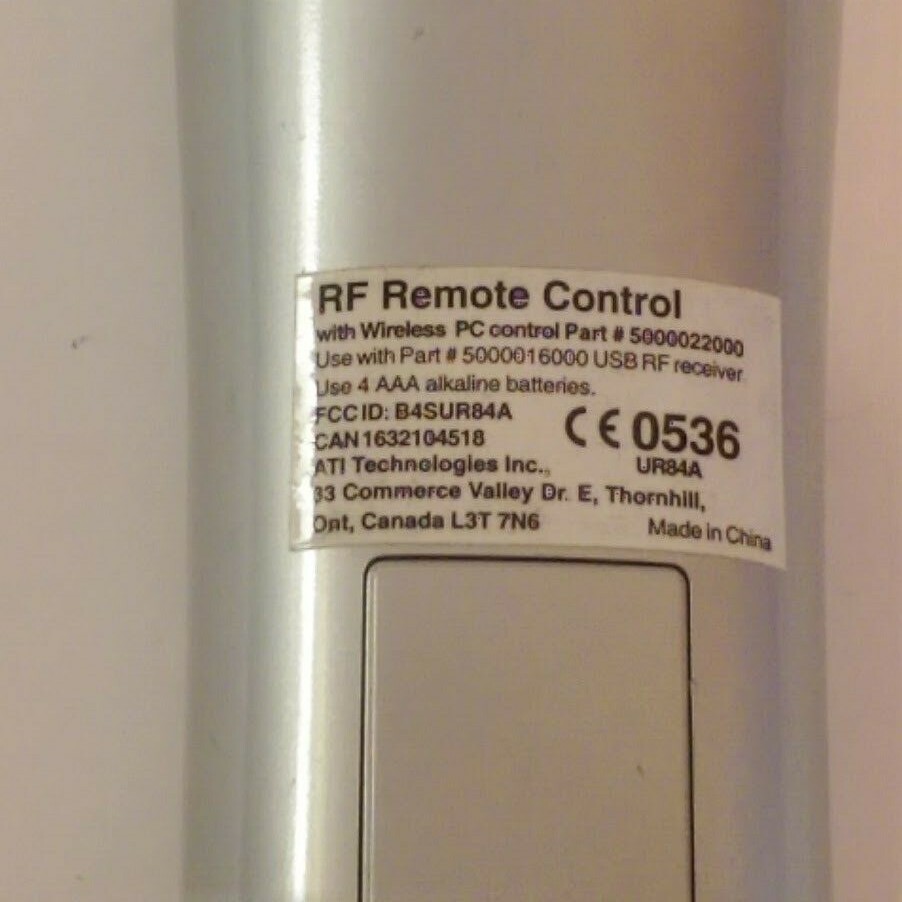 RF Remote Control
with Wireless PC control Part # 5000022000
Use with Part # 5000016000 USB RF receiver.
Use 4 AAA alkaline batteries.
FCC ID: B4SUR84A
CAN 1632104518
CE 0536
UR84A
ATI Technologies Inc.,
33 Commerce Valley Dr. E, Thornhill,
Ont, Canada L3T 7N6
Made in China